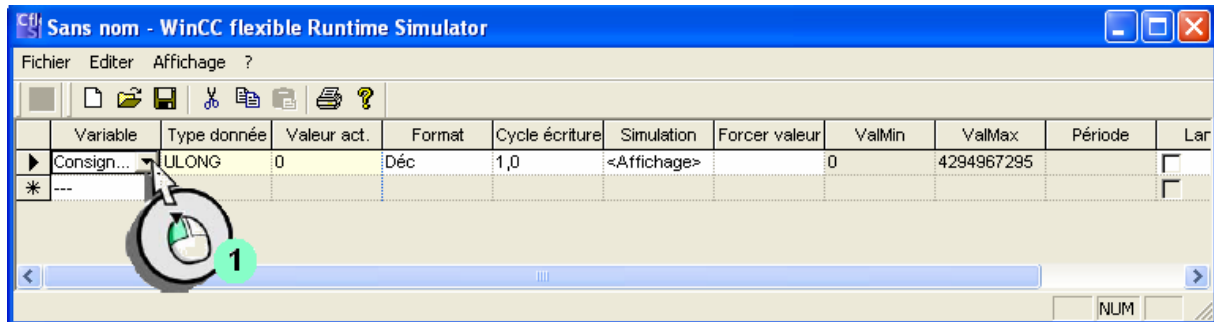 Sans nom - WinCC flexible Runtime Simulator
Fichier Editer Affichage ?
Variable Type donnée Valeur act. Format Cycle écriture Simulation Forcer valeur ValMin ValMax Période Lar
Consign... ULONG 0 Déc 1,0 <Affichage> 0 4294967295
---
1
NUM